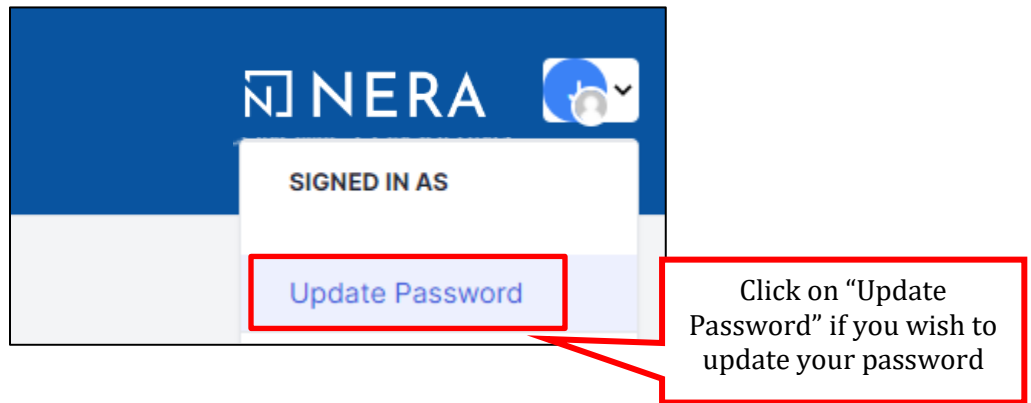 NERA
SIGNED IN AS
Update Password
Click on “Update
Password” if you wish to
update your password